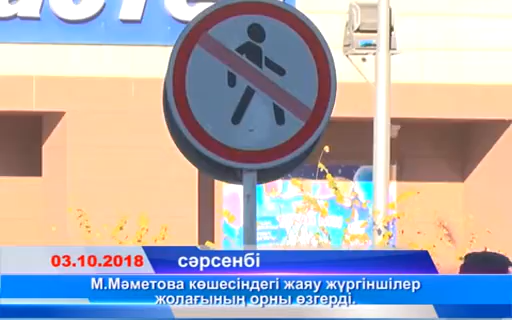 03.10.2018 сәрсенбі
М.Мәметова көшесіндегі жаяу жүргіншілер
жолағының орны өзгерді.